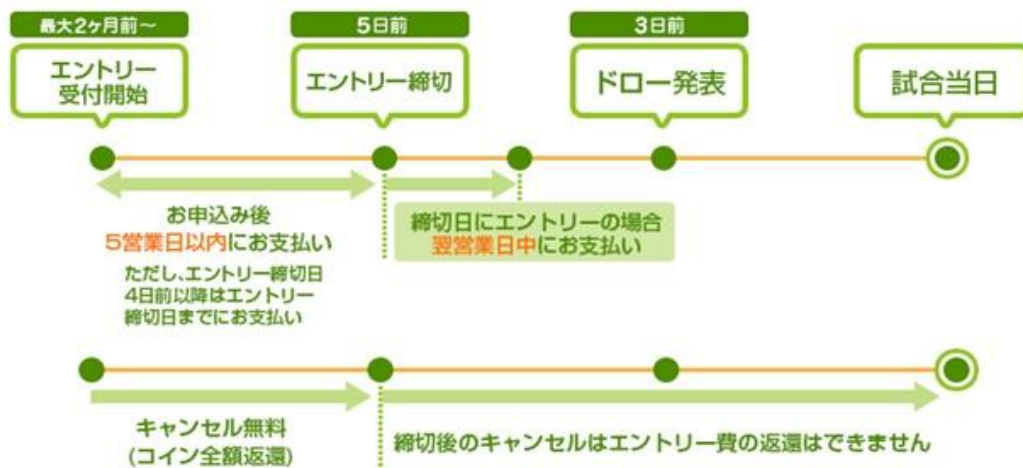 最大2ヶ月前～
5日前
3日前
エントリー
受付開始
エントリー締切
ドロー発表
試合当日
お申込み後
5営業日以内にお支払い
ただし、エントリー締切日
4日前以降はエントリー
締切日までにお支払い
締切日にエントリーの場合
翌営業日中にお支払い
キャンセル無料
(コイン全額返還)
締切後のキャンセルはエントリー費の返還はできません